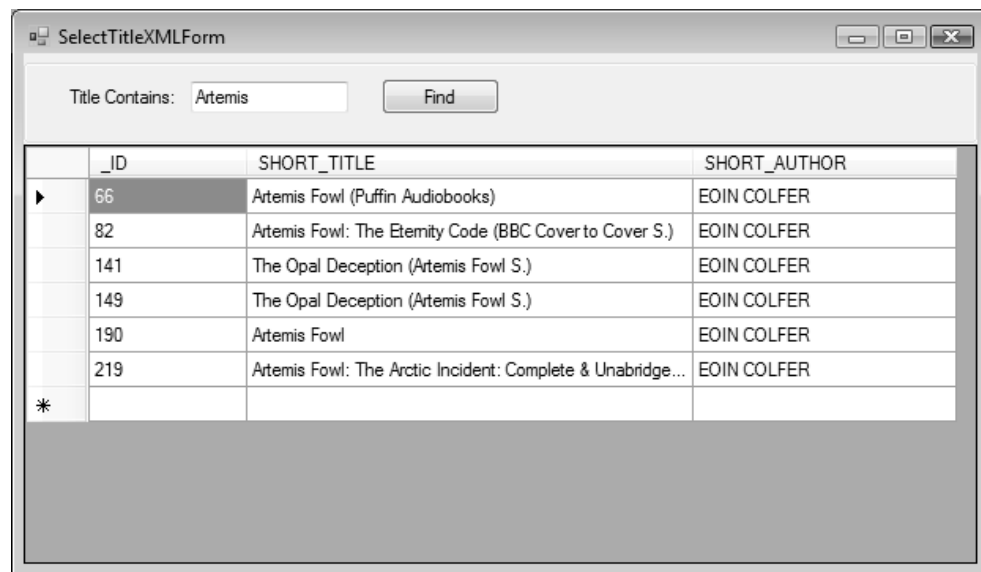 SelectTitleXMLForm
Title Contains: Artemis Find
_ID SHORT_TITLE SHORT_AUTHOR
66 Artemis Fowl (Puffin Audiobooks) EOIN COLFER
82 Artemis Fowl: The Eternity Code (BBC Cover to Cover S.) EOIN COLFER
141 The Opal Deception (Artemis Fowl S.) EOIN COLFER
149 The Opal Deception (Artemis Fowl S.) EOIN COLFER
190 Artemis Fowl EOIN COLFER
219 Artemis Fowl: The Arctic Incident: Complete & Unabridge... EOIN COLFER